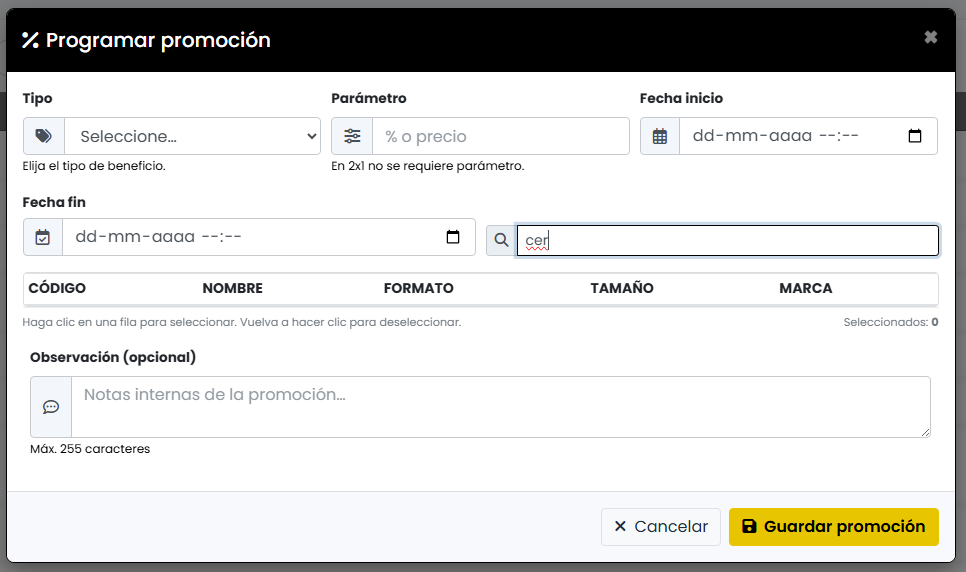 Programar promoción
Tipo
Parámetro
Fecha inicio
Seleccione...
% o precio
dd-mm-aaaa --:--
Elija el tipo de beneficio.
En 2x1 no se requiere parámetro.
Fecha fin
dd-mm-aaaa --:--
cer
CÓDIGO NOMBRE FORMATO TAMAÑO MARCA
Haga clic en una fila para seleccionar. Vuelva a hacer clic para deseleccionar.
Seleccionados: 0
Observación (opcional)
Notas internas de la promoción...
Máx. 255 caracteres
Cancelar
Guardar promoción